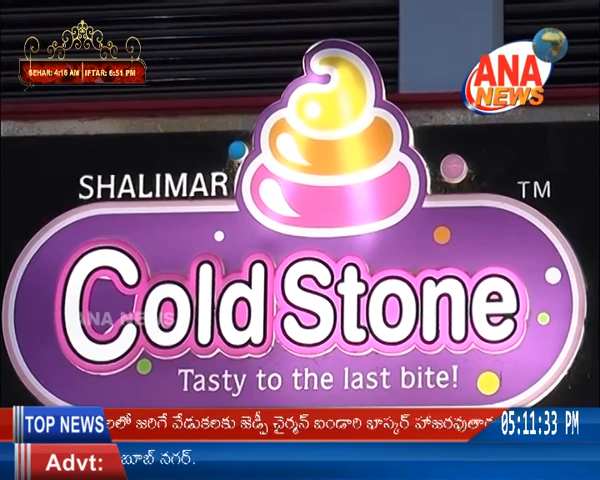 SEHAR: 4:16 AM | IFTAR: 6:51 PM
ANA
NEWS
SHALIMAR
TM
Cold Stone
ANA NEWS
Tasty to the last bite!
TOP NEWS
లలో జరిగే వేడుకలకు జెడ్పీ చైర్మన్ బండారి భాస్కర్ హాజరవుతారు
05:11:33 PM
Advt:
బూబ్ నగర్.